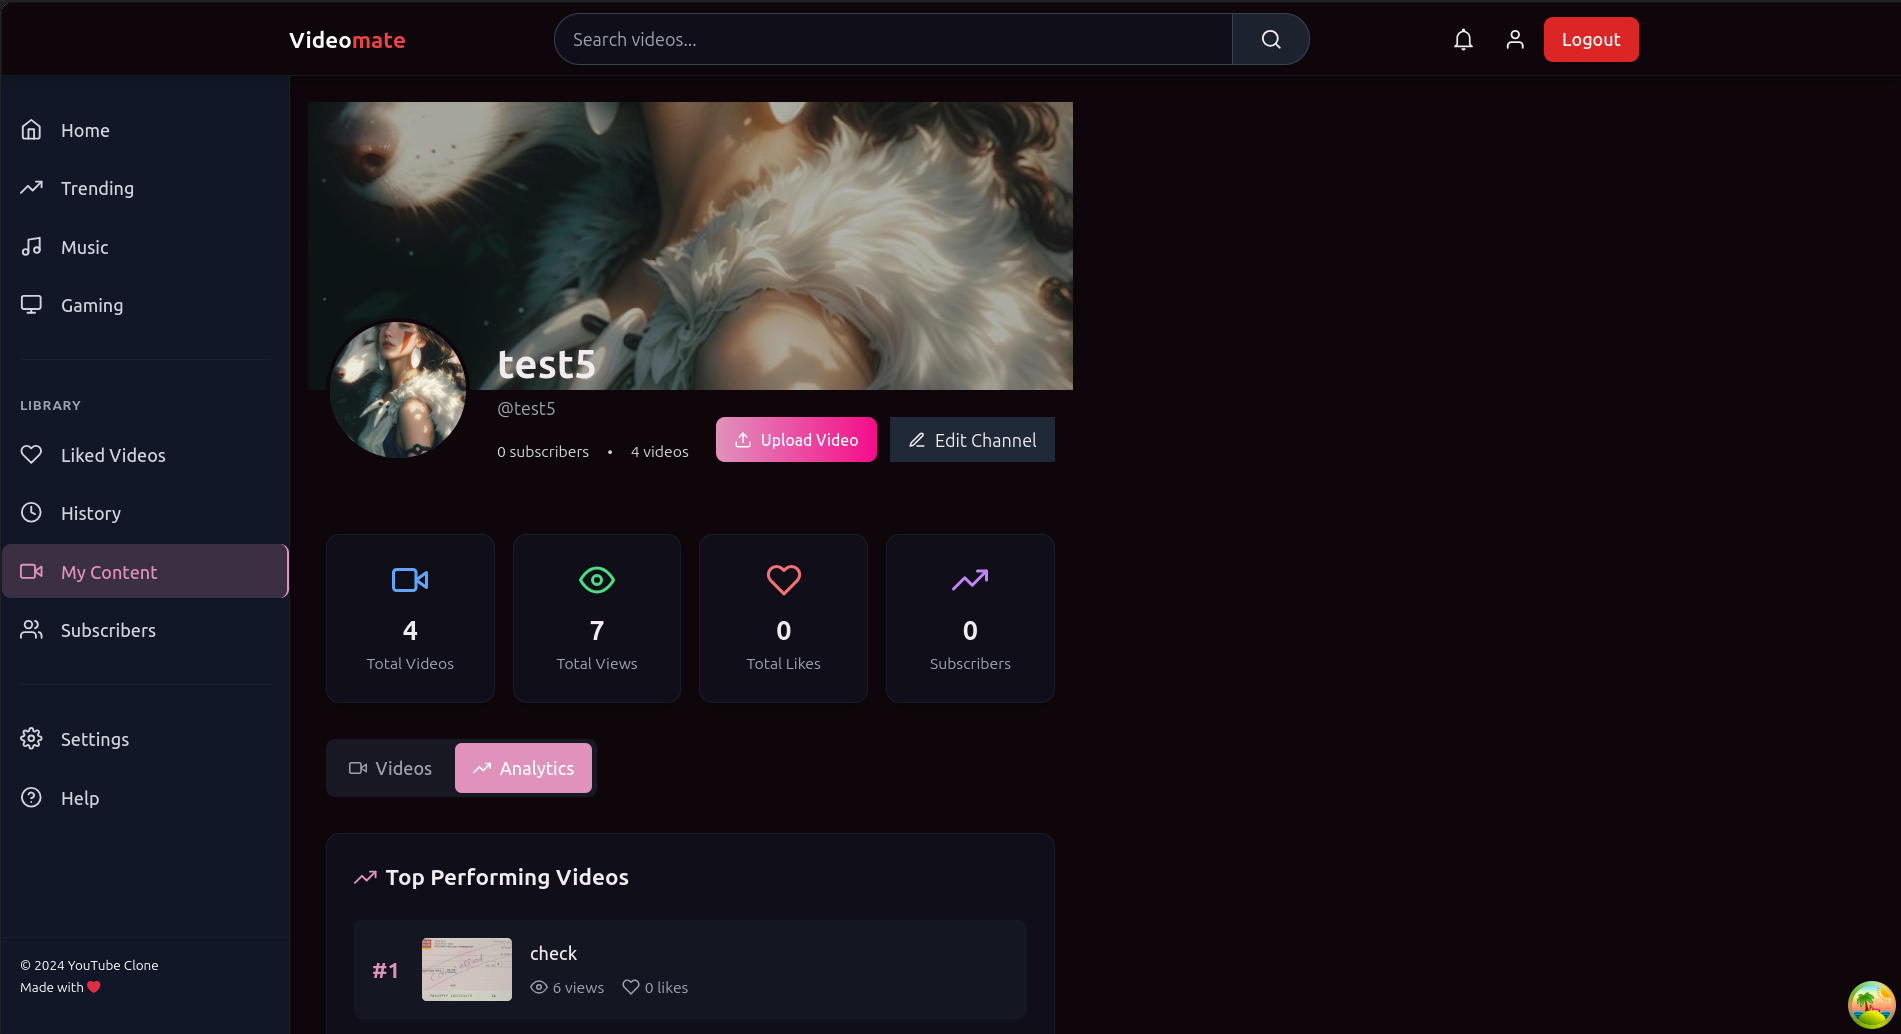 Videomate
Search videos...
Logout
Home
Trending
Music
Gaming
LIBRARY
Liked Videos
History
My Content
Subscribers
Settings
Help
© 2024 YouTube Clone
Made with
test5
@test5
0 subscribers • 4 videos
Upload Video
Edit Channel
4
Total Videos
7
Total Views
0
Total Likes
0
Subscribers
Videos
Analytics
Top Performing Videos
#1
check
6 views 0 likes